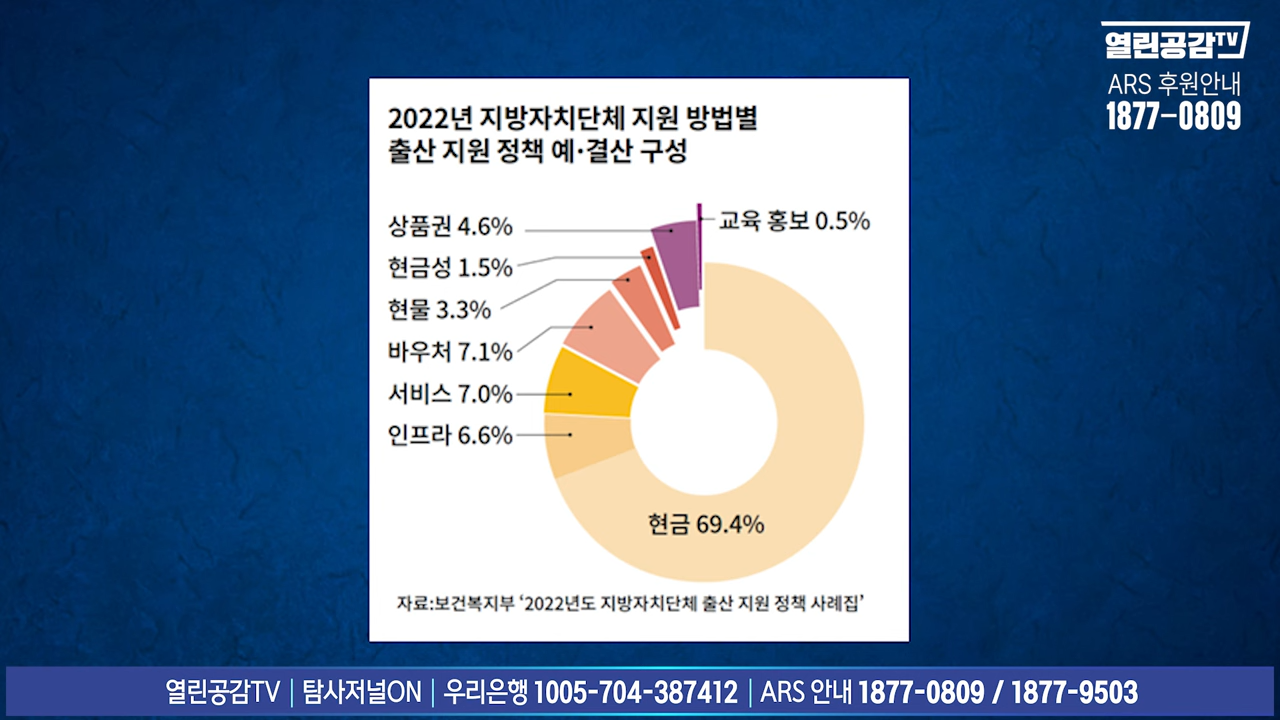 열린공감TV
ARS 후원안내
1877-0809
2022년 지방자치단체 지원 방법별
출산 지원 정책 예·결산 구성
상품권 4.6%
교육 홍보 0.5%
현금성 1.5%
현물 3.3%
바우처 7.1%
서비스 7.0%
인프라 6.6%
현금 69.4%
자료:보건복지부 ‘2022년도 지방자치단체 출산 지원 정책 사례집’
열린공감TV | 탐사저널ON | 우리은행 1005-704-387412 | ARS 안내 1877-0809 / 1877-9503